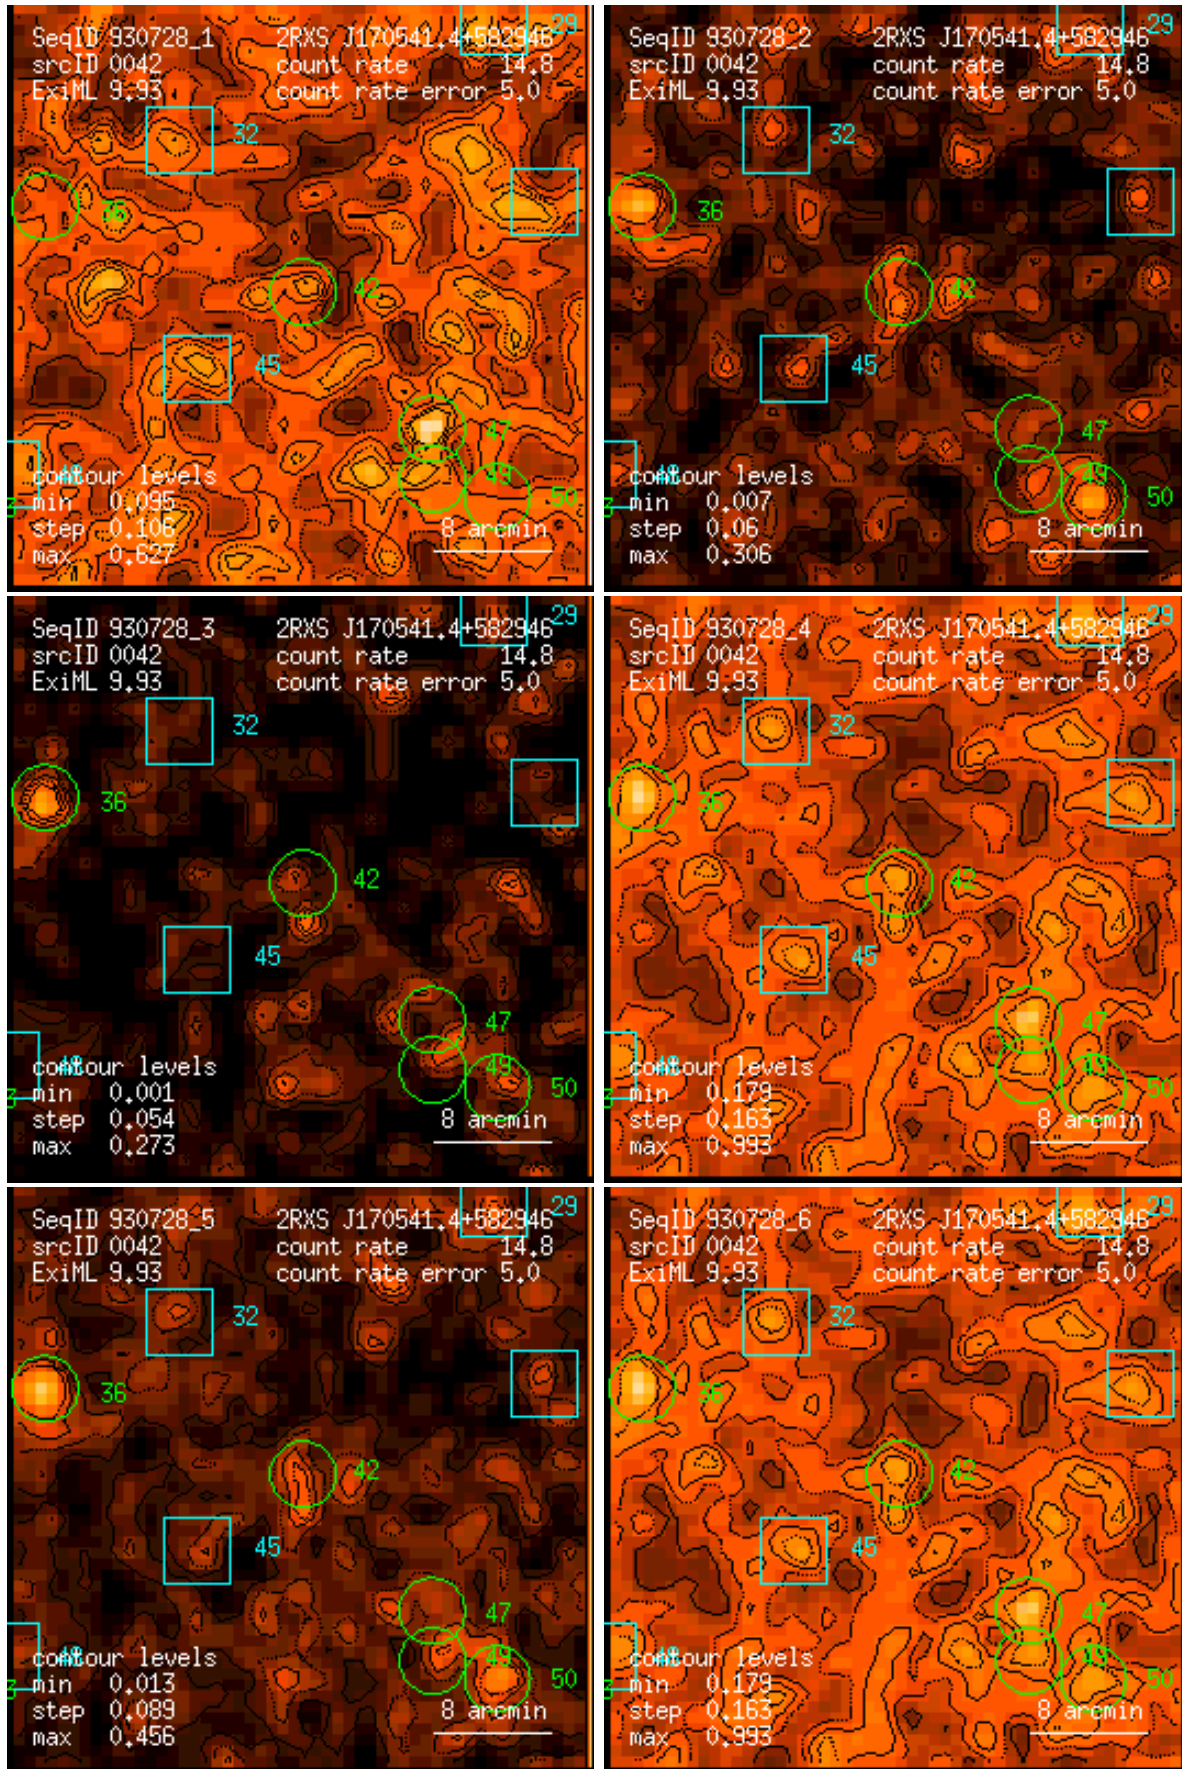 SeqID 930728_1 2RXS J170541.4+582946 29
srcID 0042 count rate 14.8
ExiML 9.93 count rate error 5.0
32
36
42
45
47
contour levels 49
min 0.095 50
step 0.106 8 arcmin
max 0.627
SeqID 930728_2 2RXS J170541.4+582946 29
srcID 0042 count rate 14.8
ExiML 9.93 count rate error 5.0
32
36
42
45
47
contour levels 49
min 0.007 50
step 0.06 8 arcmin
max 0.306
SeqID 930728_3 2RXS J170541.4+582946 29
srcID 0042 count rate 14.8
ExiML 9.93 count rate error 5.0
32
36
42
45
47
contour levels 49
min 0.001 50
step 0.054 8 arcmin
max 0.273
SeqID 930728_4 2RXS J170541.4+582946 29
srcID 0042 count rate 14.8
ExiML 9.93 count rate error 5.0
32
36
42
45
47
contour levels 49
min 0.179 50
step 0.163 8 arcmin
max 0.993
SeqID 930728_5 2RXS J170541.4+582946 29
srcID 0042 count rate 14.8
ExiML 9.93 count rate error 5.0
32
36
42
45
47
contour levels 49
min 0.013 50
step 0.089 8 arcmin
max 0.456
SeqID 930728_6 2RXS J170541.4+582946 29
srcID 0042 count rate 14.8
ExiML 9.93 count rate error 5.0
32
36
42
45
47
contour levels 49
min 0.179 50
step 0.163 8 arcmin
max 0.993